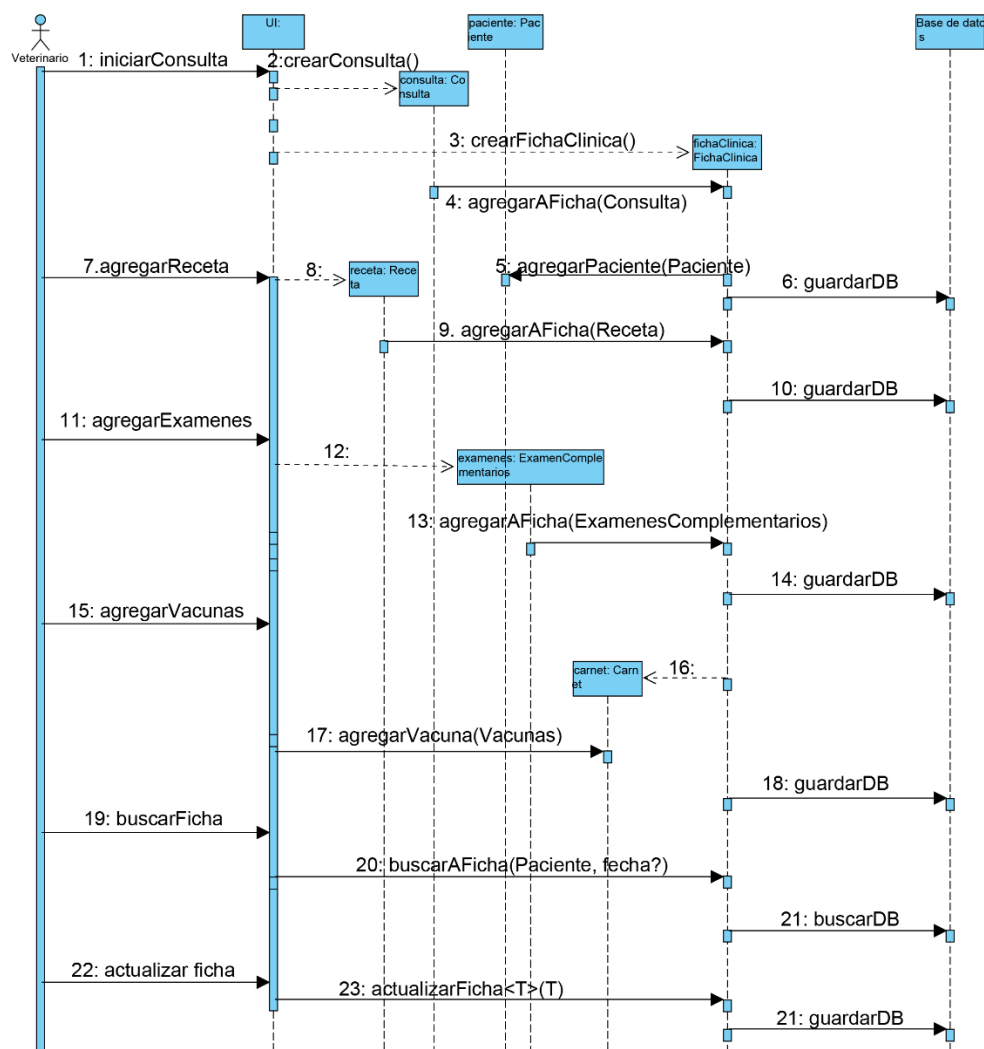 UI:
paciente: Pac
iente
Base de dato
s
Veterinario
1: iniciarConsulta
2:crearConsulta()
consulta: Co
nsulta
3: crearFichaClinica()
fichaClinica:
FichaClinica
4: agregarAFicha(Consulta)
7.agregarReceta
8:
receta: Rece
ta
5: agregarPaciente(Paciente)
6: guardarDB
9. agregarAFicha(Receta)
10: guardarDB
11: agregarExamenes
12:
examenes: ExamenComple
mentarios
13: agregarAFicha(ExamenesComplementarios)
14: guardarDB
15: agregarVacunas
carnet: Carn
et
16:
17: agregarVacuna(Vacunas)
18: guardarDB
19: buscarFicha
20: buscarAFicha(Paciente, fecha?)
21: buscarDB
22: actualizar ficha
23: actualizarFicha<T>(T)
21: guardarDB